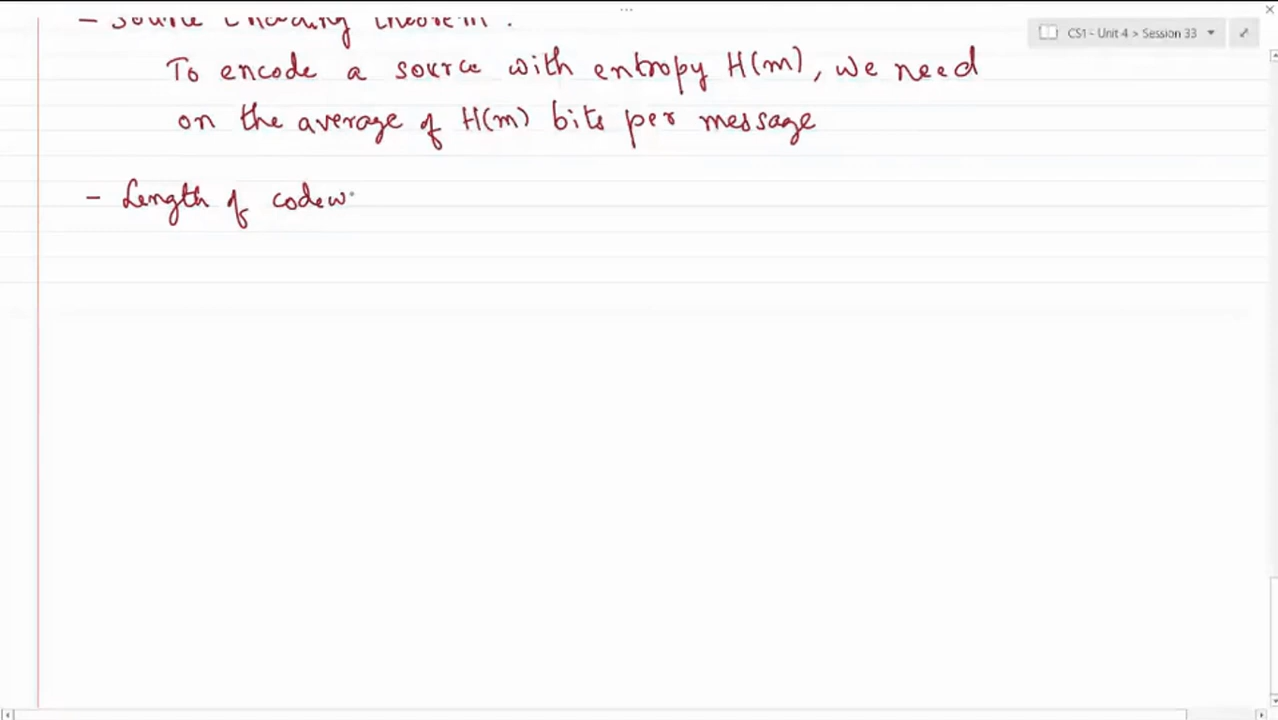 CS1 - Unit 4 > Session 33
To encode a source with entropy H(m), we need
on the average of H(m) bits per message
- Length of codew